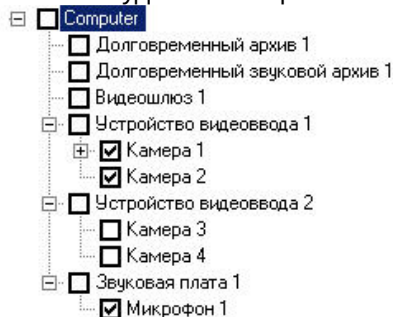 Computer
Долговременный архив 1
Долговременный звуковой архив 1
Видеошлюз 1
Устройство видеоввода 1
Камера 1
Камера 2
Устройство видеоввода 2
Камера 3
Камера 4
Звуковая плата 1
Микрофон 1